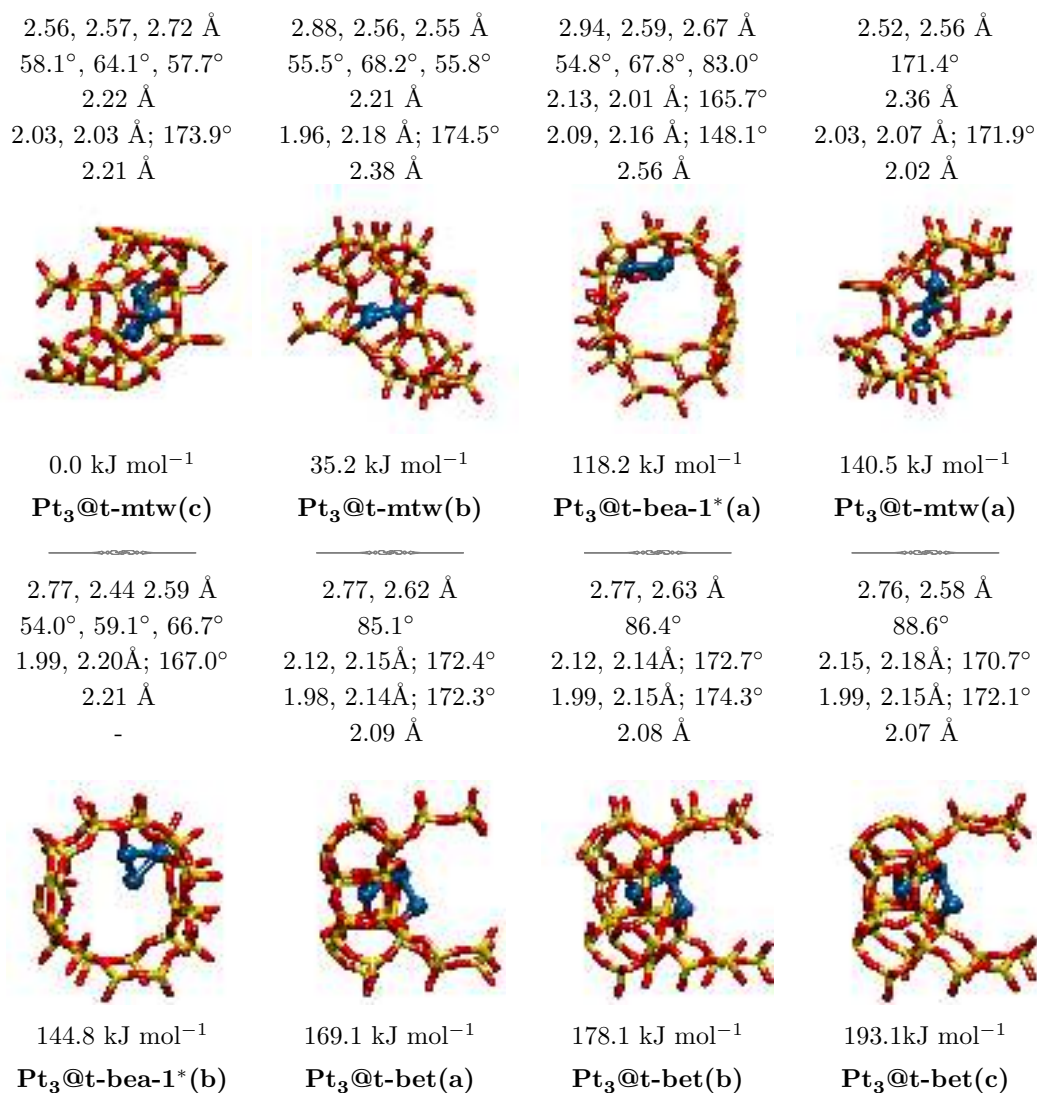 2.56, 2.57, 2.72 Å 2.88, 2.56, 2.55 Å 2.94, 2.59, 2.67 Å 2.52, 2.56 Å
58.1°, 64.1°, 57.7° 55.5°, 68.2°, 55.8° 54.8°, 67.8°, 83.0° 171.4°
2.22 Å 2.21 Å 2.13, 2.01 Å; 165.7° 2.36 Å
2.03, 2.03 Å; 173.9° 1.96, 2.18 Å; 174.5° 2.09, 2.16 Å; 148.1° 2.03, 2.07 Å; 171.9°
2.21 Å 2.38 Å 2.56 Å 2.02 Å
0.0 kJ mol⁻¹ 35.2 kJ mol⁻¹ 118.2 kJ mol⁻¹ 140.5 kJ mol⁻¹
Pt₃@t-mtw(c) Pt₃@t-mtw(b) Pt₃@t-bea-1*(a) Pt₃@t-mtw(a)
2.77, 2.44 2.59 Å 2.77, 2.62 Å 2.77, 2.63 Å 2.76, 2.58 Å
54.0°, 59.1°, 66.7° 85.1° 86.4° 88.6°
1.99, 2.20Å; 167.0° 2.12, 2.15Å; 172.4° 2.12, 2.14Å; 172.7° 2.15, 2.18Å; 170.7°
2.21 Å 1.98, 2.14Å; 172.3° 1.99, 2.15Å; 174.3° 1.99, 2.15Å; 172.1°
- 2.09 Å 2.08 Å 2.07 Å
144.8 kJ mol⁻¹ 169.1 kJ mol⁻¹ 178.1 kJ mol⁻¹ 193.1kJ mol⁻¹
Pt₃@t-bea-1*(b) Pt₃@t-bet(a) Pt₃@t-bet(b) Pt₃@t-bet(c)